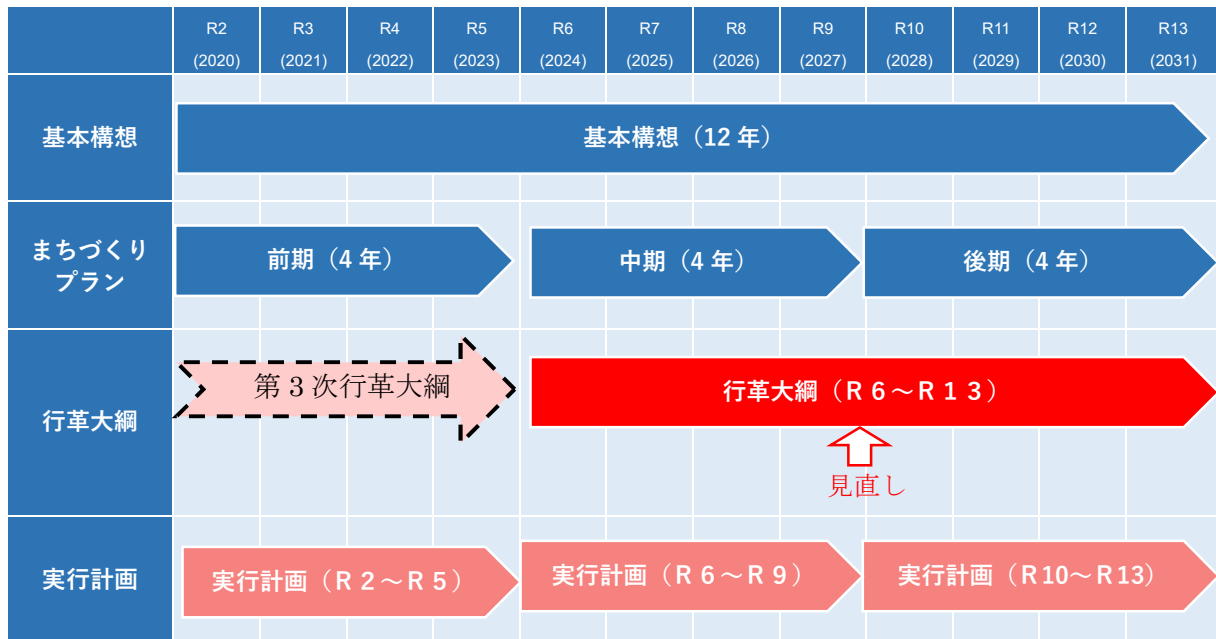 R2 R3 R4 R5 R6 R7 R8 R9 R10 R11 R12 R13
(2020) (2021) (2022) (2023) (2024) (2025) (2026) (2027) (2028) (2029) (2030) (2031)
基本構想
基本構想（12 年）
まちづくり
プラン
前期（4 年）
中期（4 年）
後期（4 年）
行革大綱
第３次行革大綱
行革大綱（Ｒ６～Ｒ１３）
見直し
実行計画
実行計画（Ｒ２～Ｒ５）
実行計画（Ｒ６～Ｒ９）
実行計画（Ｒ10～Ｒ13）